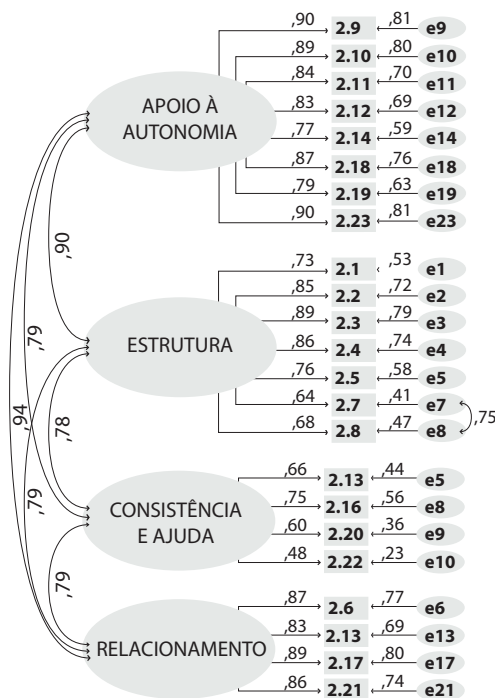 APOIO À
AUTONOMIA
,90 2.9 ,81 e9
,89 2.10 ,80 e10
,84 2.11 ,70 e11
,83 2.12 ,69 e12
,77 2.14 ,59 e14
,87 2.18 ,76 e18
,79 2.19 ,63 e19
,90 2.23 ,81 e23
ESTRUTURA
,73 2.1 ,53 e1
,85 2.2 ,72 e2
,89 2.3 ,79 e3
,86 2.4 ,74 e4
,76 2.5 ,58 e5
,64 2.7 ,41 e7
,68 2.8 ,47 e8
,75
CONSISTÊNCIA
E AJUDA
,66 2.13 ,44 e5
,75 2.16 ,56 e8
,60 2.20 ,36 e9
,48 2.22 ,23 e10
RELACIONAMENTO
,87 2.6 ,77 e6
,83 2.13 ,69 e13
,89 2.17 ,80 e17
,86 2.21 ,74 e21
,90
,79
,94
,78
,79
,79